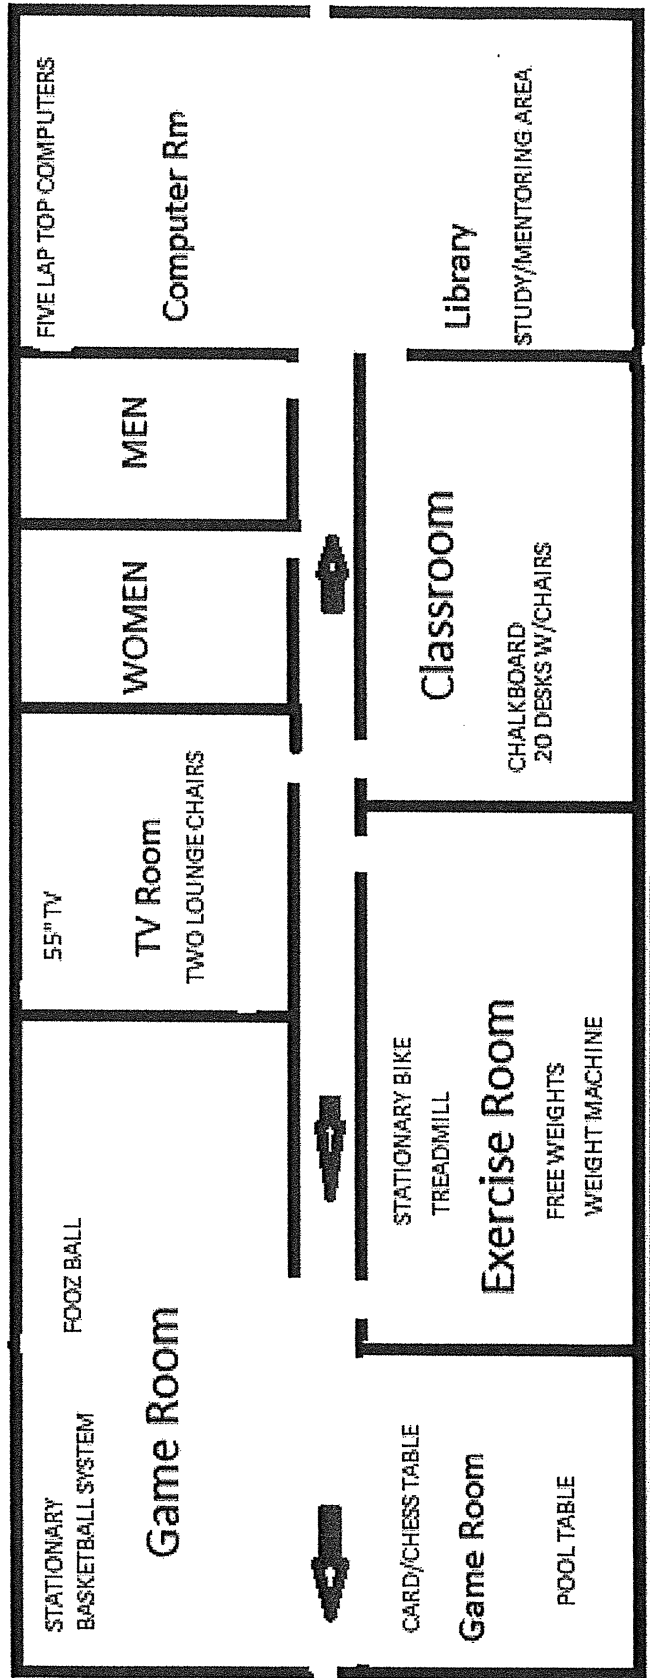 STATIONARY
BASKETBALL SYSTEM
FOOZ BALL
Game Room
55" TV
TV Room
TWO LOUNGE CHAIRS
WOMEN
MEN
FIVE LAP TOP COMPUTERS
Computer Rm
CARD/CHESS TABLE
Game Room
POOL TABLE
STATIONARY BIKE
TREADMILL
Exercise Room
FREE WEIGHTS
WEIGHT MACHINE
Classroom
CHALKBOARD
20 DESKS W/CHAIRS
Library
STUDY/MENTORING AREA